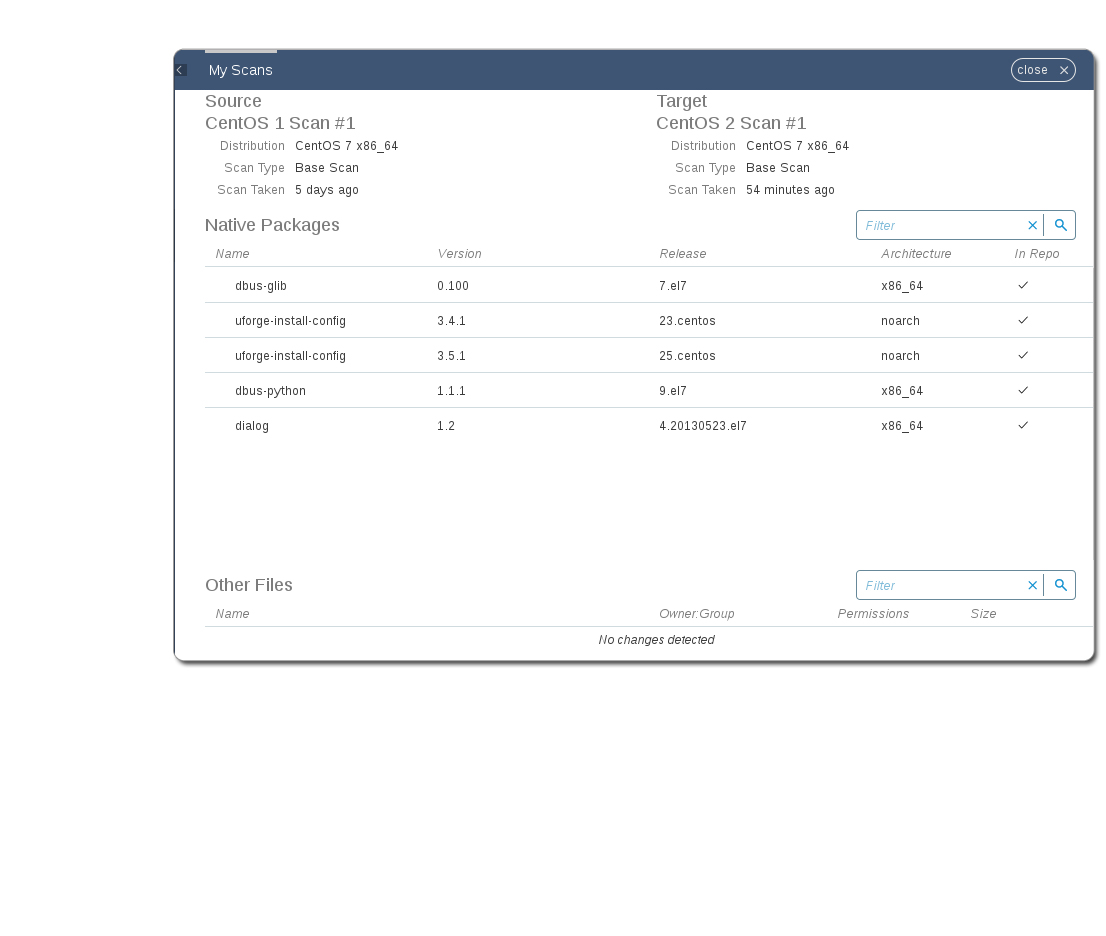 My Scans
close
Source
CentOS 1 Scan #1
Distribution CentOS 7 x86_64
Scan Type Base Scan
Scan Taken 5 days ago
Target
CentOS 2 Scan #1
Distribution CentOS 7 x86_64
Scan Type Base Scan
Scan Taken 54 minutes ago
Native Packages
Filter
Name Version Release Architecture In Repo
dbus-glib 0.100 7.el7 x86_64 ✓
uforge-install-config 3.4.1 23.centos noarch ✓
uforge-install-config 3.5.1 25.centos noarch ✓
dbus-python 1.1.1 9.el7 x86_64 ✓
dialog 1.2 4.20130523.el7 x86_64 ✓
Other Files
Filter
Name Owner:Group Permissions Size
No changes detected